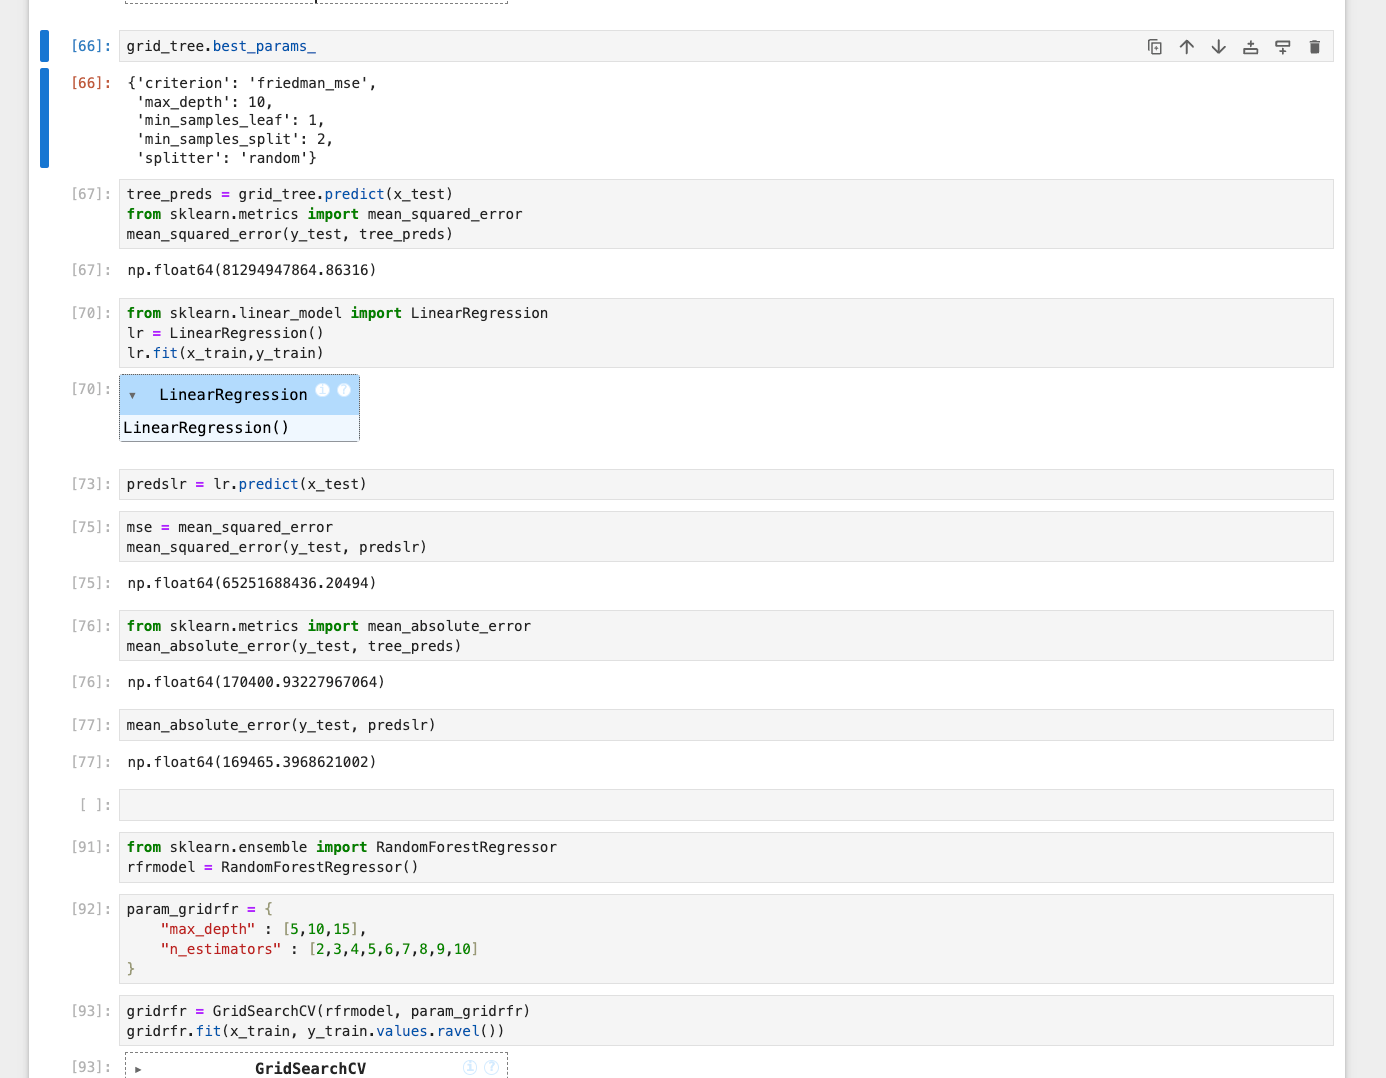 [66]: grid_tree.best_params_
[66]: {'criterion': 'friedman_mse',
'max_depth': 10,
'min_samples_leaf': 1,
'min_samples_split': 2,
'splitter': 'random'}
[67]: tree_preds = grid_tree.predict(x_test)
from sklearn.metrics import mean_squared_error
mean_squared_error(y_test, tree_preds)
[67]: np.float64(81294947864.86316)
[70]: from sklearn.linear_model import LinearRegression
lr = LinearRegression()
lr.fit(x_train,y_train)
[70]: ▾ LinearRegression i ?
LinearRegression()
[73]: predslr = lr.predict(x_test)
[75]: mse = mean_squared_error
mean_squared_error(y_test, predslr)
[75]: np.float64(65251688436.20494)
[76]: from sklearn.metrics import mean_absolute_error
mean_absolute_error(y_test, tree_preds)
[76]: np.float64(170400.93227967064)
[77]: mean_absolute_error(y_test, predslr)
[77]: np.float64(169465.3968621002)
[ ]:
[91]: from sklearn.ensemble import RandomForestRegressor
rfrmodel = RandomForestRegressor()
[92]: param_gridrfr = {
"max_depth" : [5,10,15],
"n_estimators" : [2,3,4,5,6,7,8,9,10]
}
[93]: gridrfr = GridSearchCV(rfrmodel, param_gridrfr)
gridrfr.fit(x_train, y_train.values.ravel())
[93]: ▸ GridSearchCV i ?